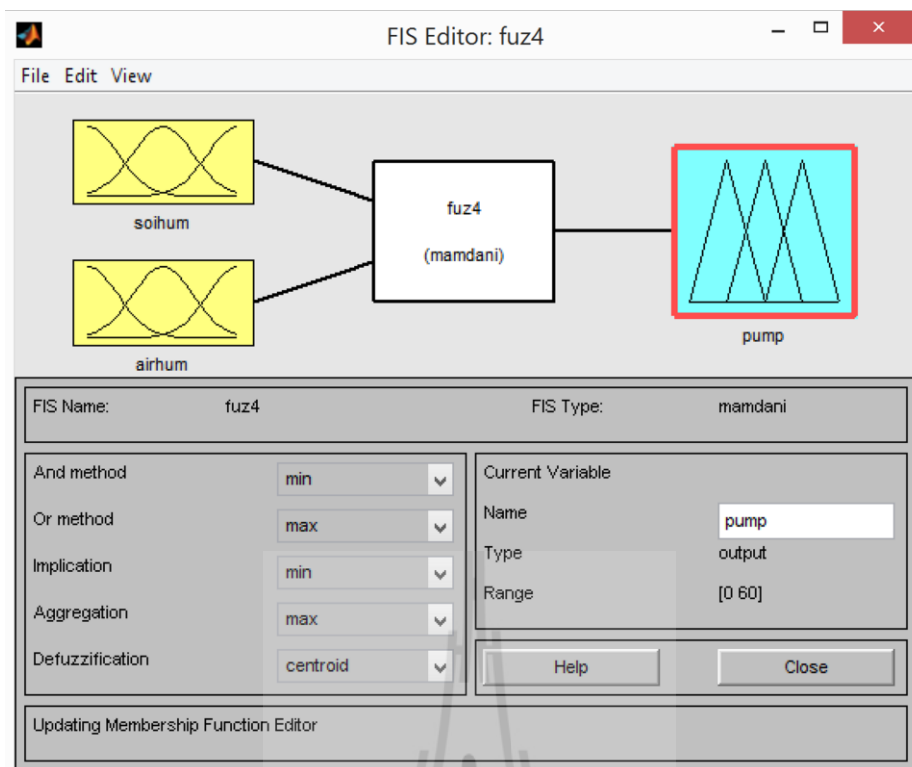 FIS Editor: fuz4
File Edit View
soihum
airhum
fuz4
(mamdani)
pump
FIS Name: fuz4 FIS Type: mamdani
And method min
Or method max
Implication min
Aggregation max
Defuzzification centroid
Current Variable
Name pump
Type output
Range [0 60]
Help Close
Updating Membership Function Editor